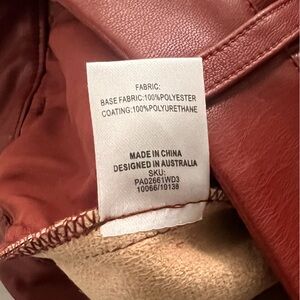 FABRIC:
BASE FABRIC:100%POLYESTER
COATING:100%POLYURETHANE
MADE IN CHINA
DESIGNED IN AUSTRALIA
SKU:
PA02661WD3
10066/10138